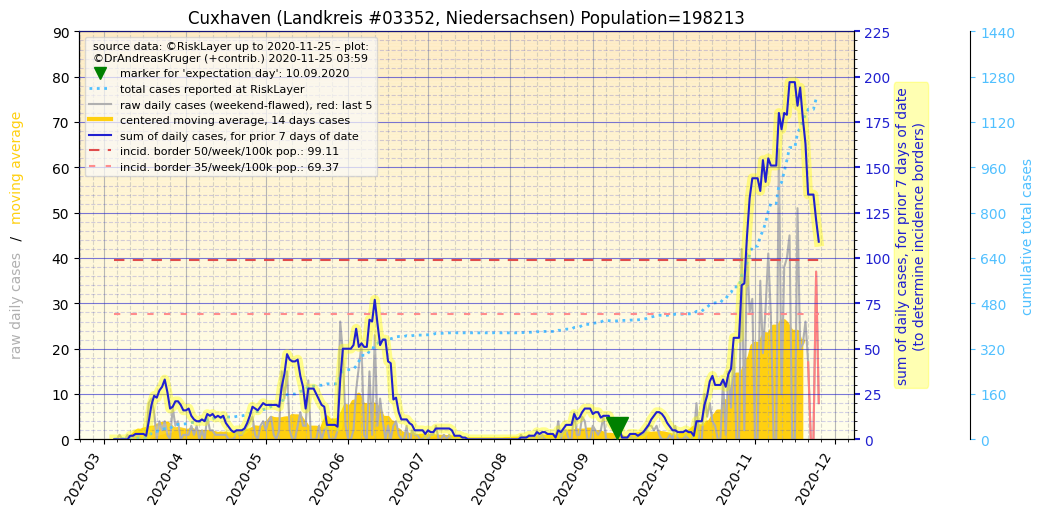 Cuxhaven (Landkreis #03352, Niedersachsen) Population=198213
source data: ©RiskLayer up to 2020-11-25 – plot:
©DrAndreasKruger (+contrib.) 2020-11-25 03:59
marker for 'expectation day': 10.09.2020
total cases reported at RiskLayer
raw daily cases (weekend-flawed), red: last 5
centered moving average, 14 days cases
sum of daily cases, for prior 7 days of date
incid. border 50/week/100k pop.: 99.11
incid. border 35/week/100k pop.: 69.37
raw daily cases / moving average
90
80
70
60
50
40
30
20
10
0
2020-03
2020-04
2020-05
2020-06
2020-07
2020-08
2020-09
2020-10
2020-11
2020-12
225
200
175
150
125
100
75
50
25
0
sum of daily cases, for prior 7 days of date
(to determine incidence borders)
1440
1280
1120
960
800
640
480
320
160
0
cumulative total cases